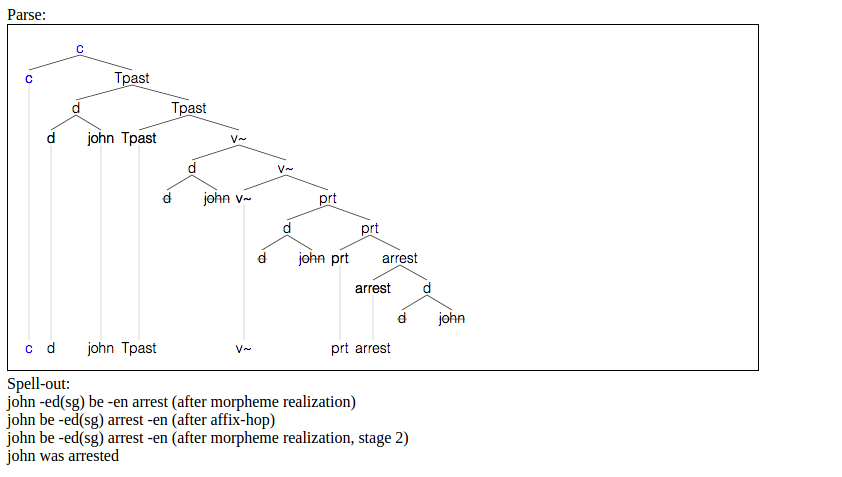 Parse:
c
c Tpast
d Tpast
d john Tpast v~
d v~
d john v~ prt
d prt
d john prt arrest
arrest d
d john
c d john Tpast v~ prt arrest
Spell-out:
john -ed(sg) be -en arrest (after morpheme realization)
john be -ed(sg) arrest -en (after affix-hop)
john be -ed(sg) arrest -en (after morpheme realization, stage 2)
john was arrested